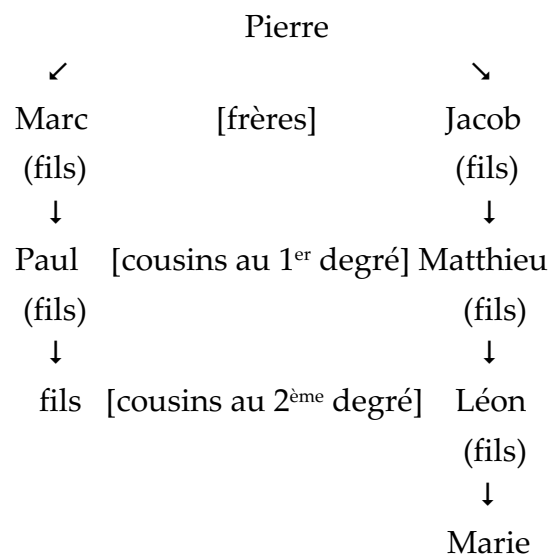 Pierre
↙ ↘
Marc [frères] Jacob
(fils) (fils)
↓ ↓
Paul [cousins au 1er degré] Matthieu
(fils) (fils)
↓ ↓
fils [cousins au 2ème degré] Léon
(fils)
↓
Marie